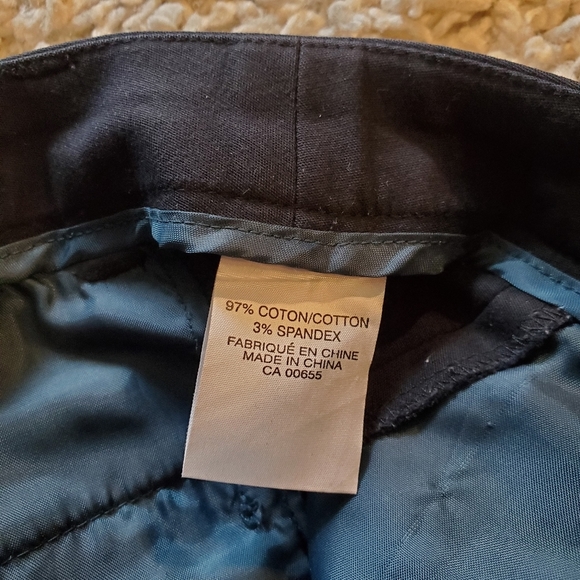 97% COTON/COTTON
3% SPANDEX
FABRIQUÉ EN CHINE
MADE IN CHINA
CA 00655